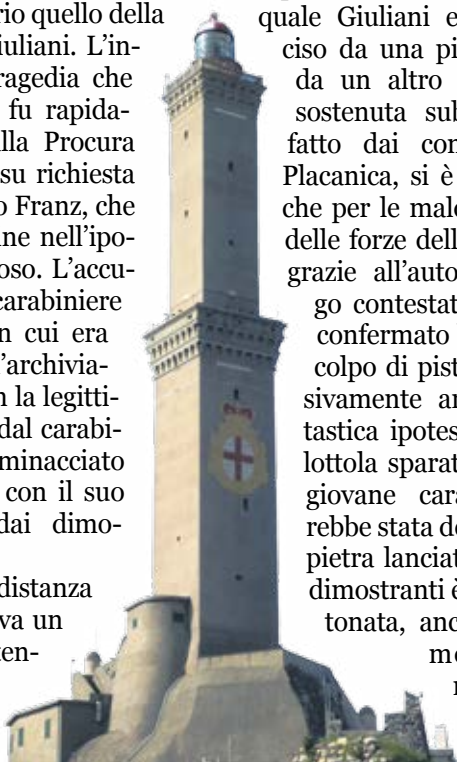 rio quello della
iuliani. L’in-
ragedia che
fu rapida-
lla Procura
su richiesta
o Franz, che
ne nell’ipo-
oso. L’accu-
carabiniere
n cui era
’archivia-
n la legitti-
dal carabi-
minacciato
con il suo
dai dimo-
distanza
va un
ten-
quale Giuliani e
ciso da una pi
da un altro
sostenuta sub
fatto dai con
Placanica, si è
che per le malo
delle forze dell
grazie all’auto
go contestat
confermato
colpo di pist
sivamente an
tastica ipotes
lottola sparat
giovane cara
rebbe stata de
pietra lanciat
dimostranti è
tonata, anc
me